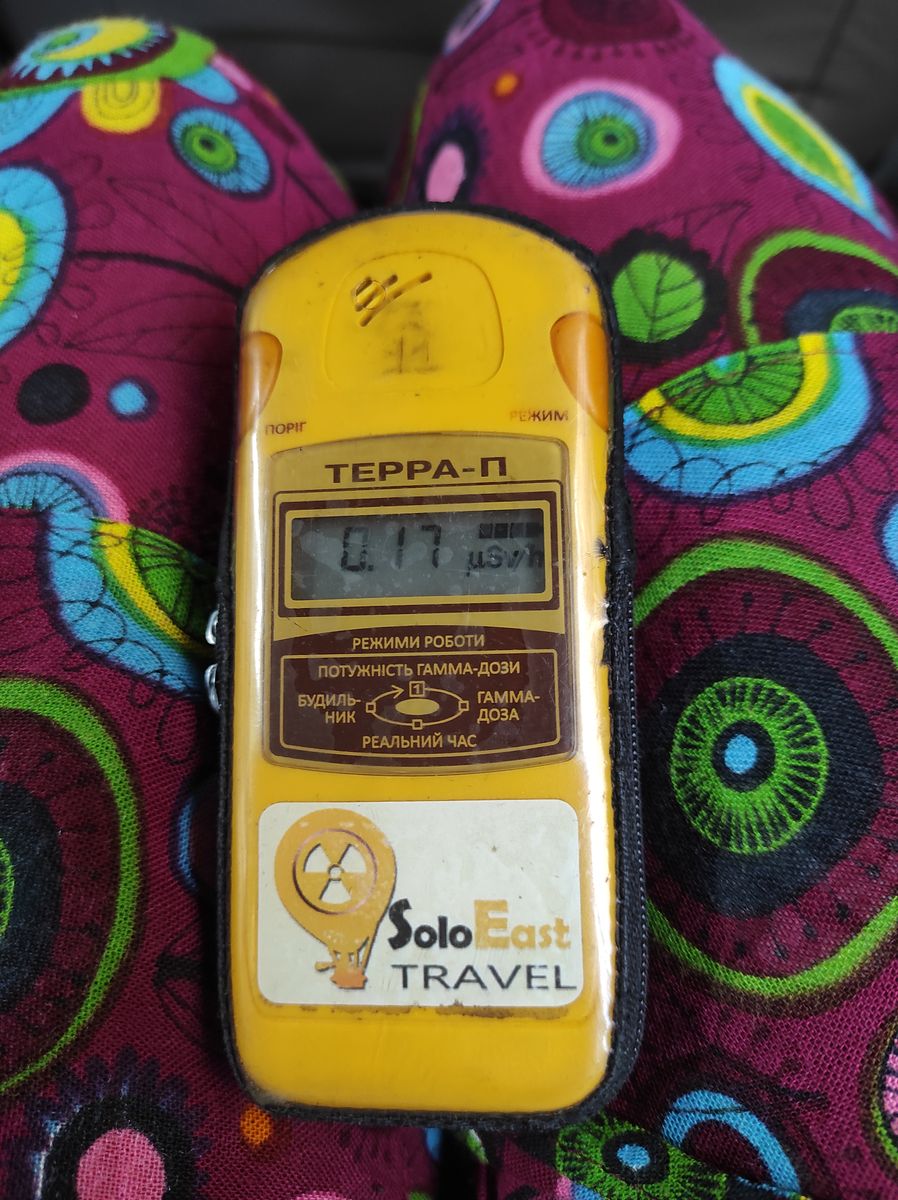 11
ПОРІГ
РЕЖИМ
ТЕРРА-П
0.17 µSv/h
РЕЖИМИ РОБОТИ
ПОТУЖНІСТЬ ГАММА-ДОЗИ
БУДИЛЬ-
НИК
1
ГАММА-
ДОЗА
РЕАЛЬНИЙ ЧАС
SoloEast
TRAVEL